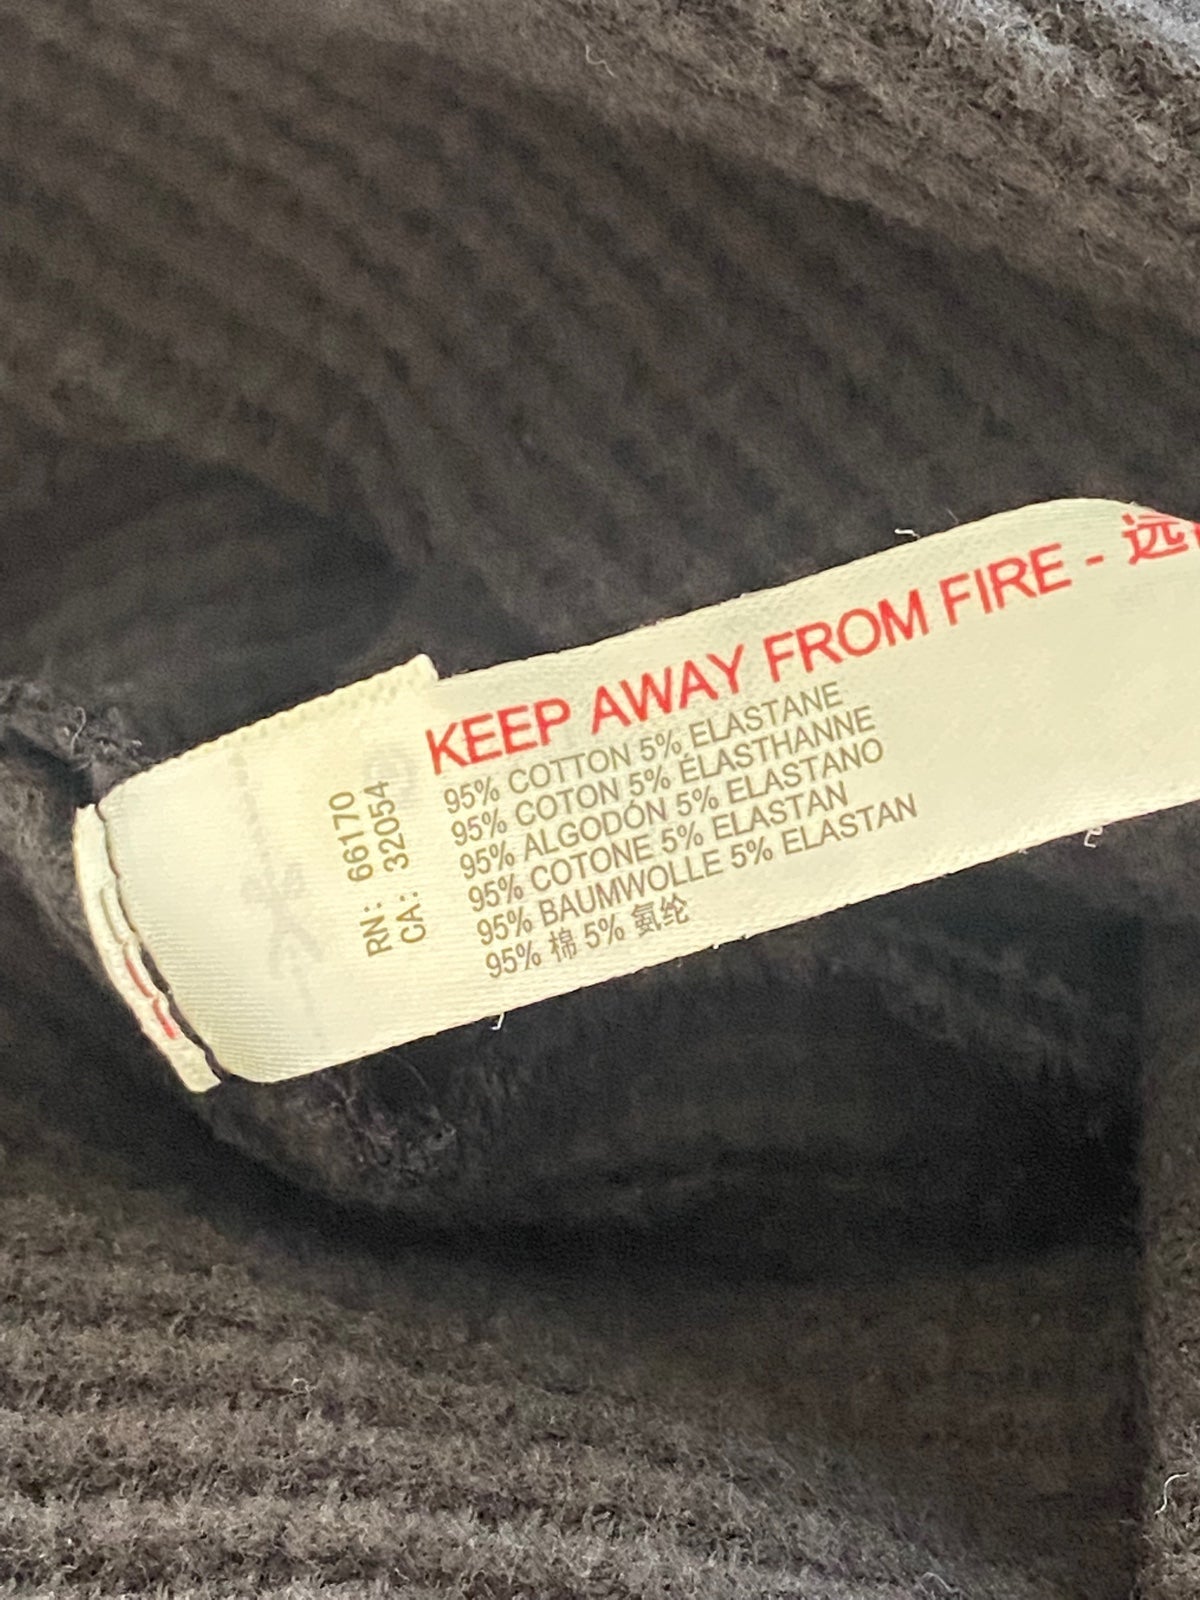 KEEP AWAY FROM FIRE - 远
95% COTTON 5% ELASTANE
95% COTON 5% ÉLASTHANNE
95% ALGODÓN 5% ELASTANO
95% COTONE 5% ELASTAN
95% BAUMWOLLE 5% ELASTAN
95% 棉 5% 氨纶
RN: 66170
CA: 32054